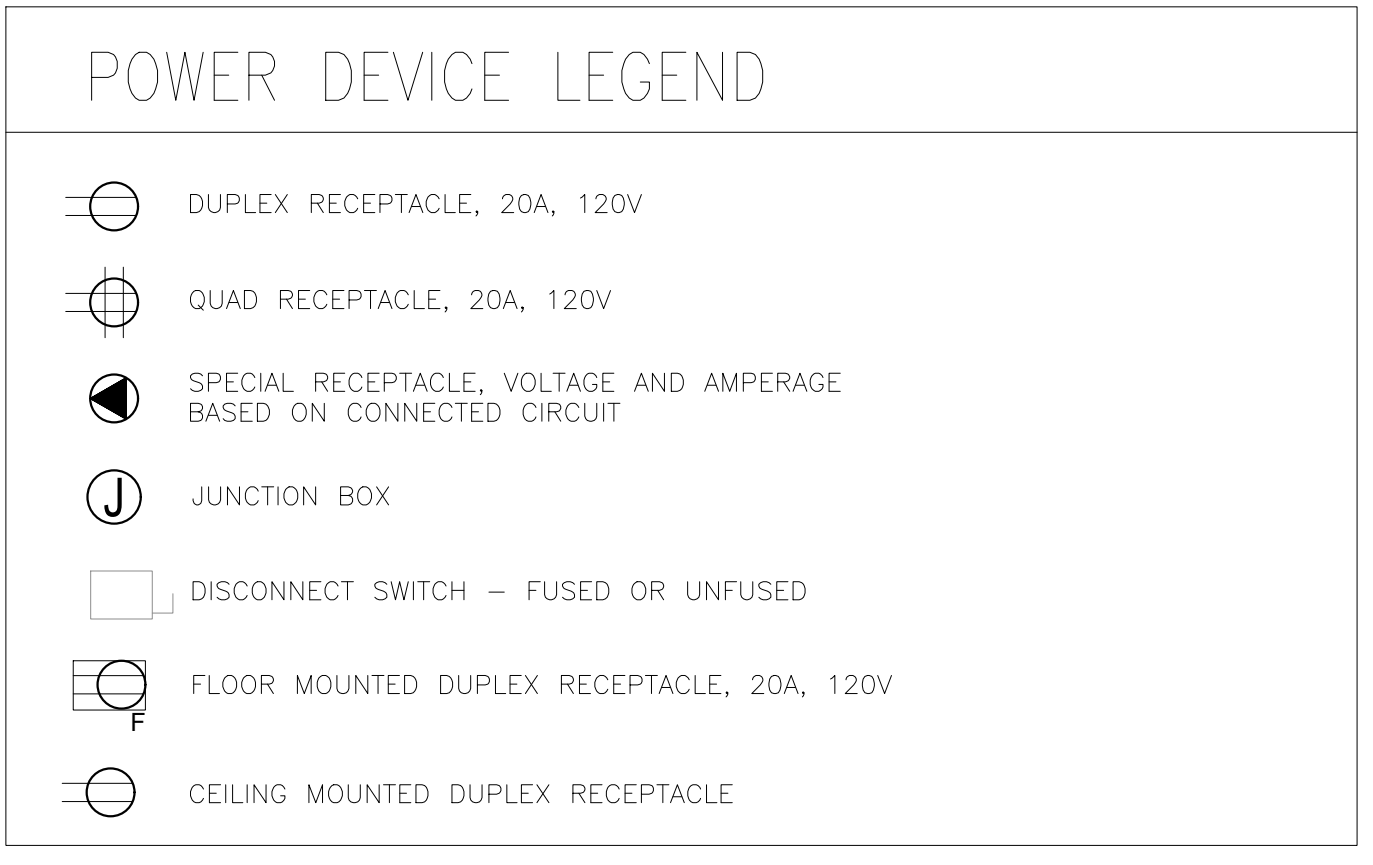 POWER DEVICE LEGEND
DUPLEX RECEPTACLE, 20A, 120V
QUAD RECEPTACLE, 20A, 120V
SPECIAL RECEPTACLE, VOLTAGE AND AMPERAGE
BASED ON CONNECTED CIRCUIT
J
JUNCTION BOX
DISCONNECT SWITCH – FUSED OR UNFUSED
FLOOR MOUNTED DUPLEX RECEPTACLE, 20A, 120V
F
CEILING MOUNTED DUPLEX RECEPTACLE